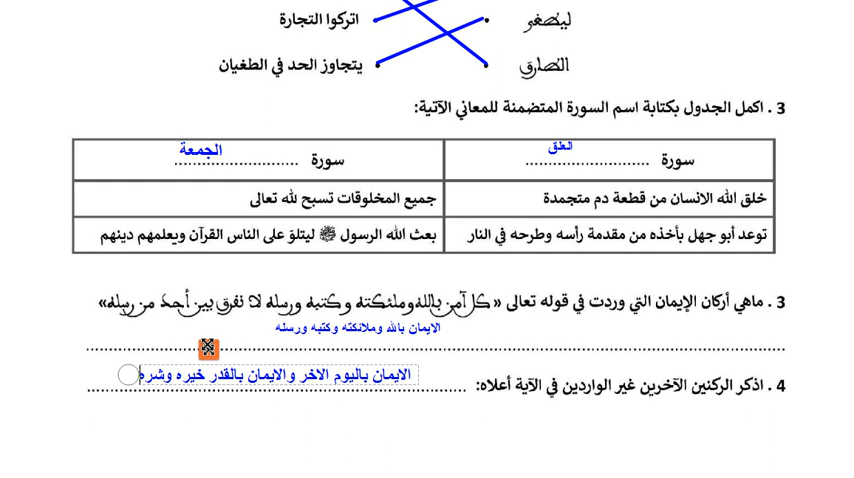 اتركوا التجارة
ليطغى
يتجاوز الحد في الطغيان
الطارق
3 . اكمل الجدول بكتابة اسم السورة المتضمنة للمعاني الآتية:
سورة العلق
سورة الجمعة
خلق الله الانسان من قطعة دم متجمدة
جميع المخلوقات تسبح لله تعالى
توعد أبو جهل بأخذه من مقدمة رأسه وطرحه في النار
بعث الله الرسول ﷺ ليتلوَ على الناس القرآن ويعلمهم دينهم
3 . ماهي أركان الإيمان التي وردت في قوله تعالى « كل آمن بالله وملئكته وكتبه ورسله لا نفرق بين أحد من رسله»
الايمان بالله وملائكته وكتبه ورسله
4 . اذكر الركنين الآخرين غير الواردين في الآية أعلاه: الايمان باليوم الاخر والايمان بالقدر خيره وشره